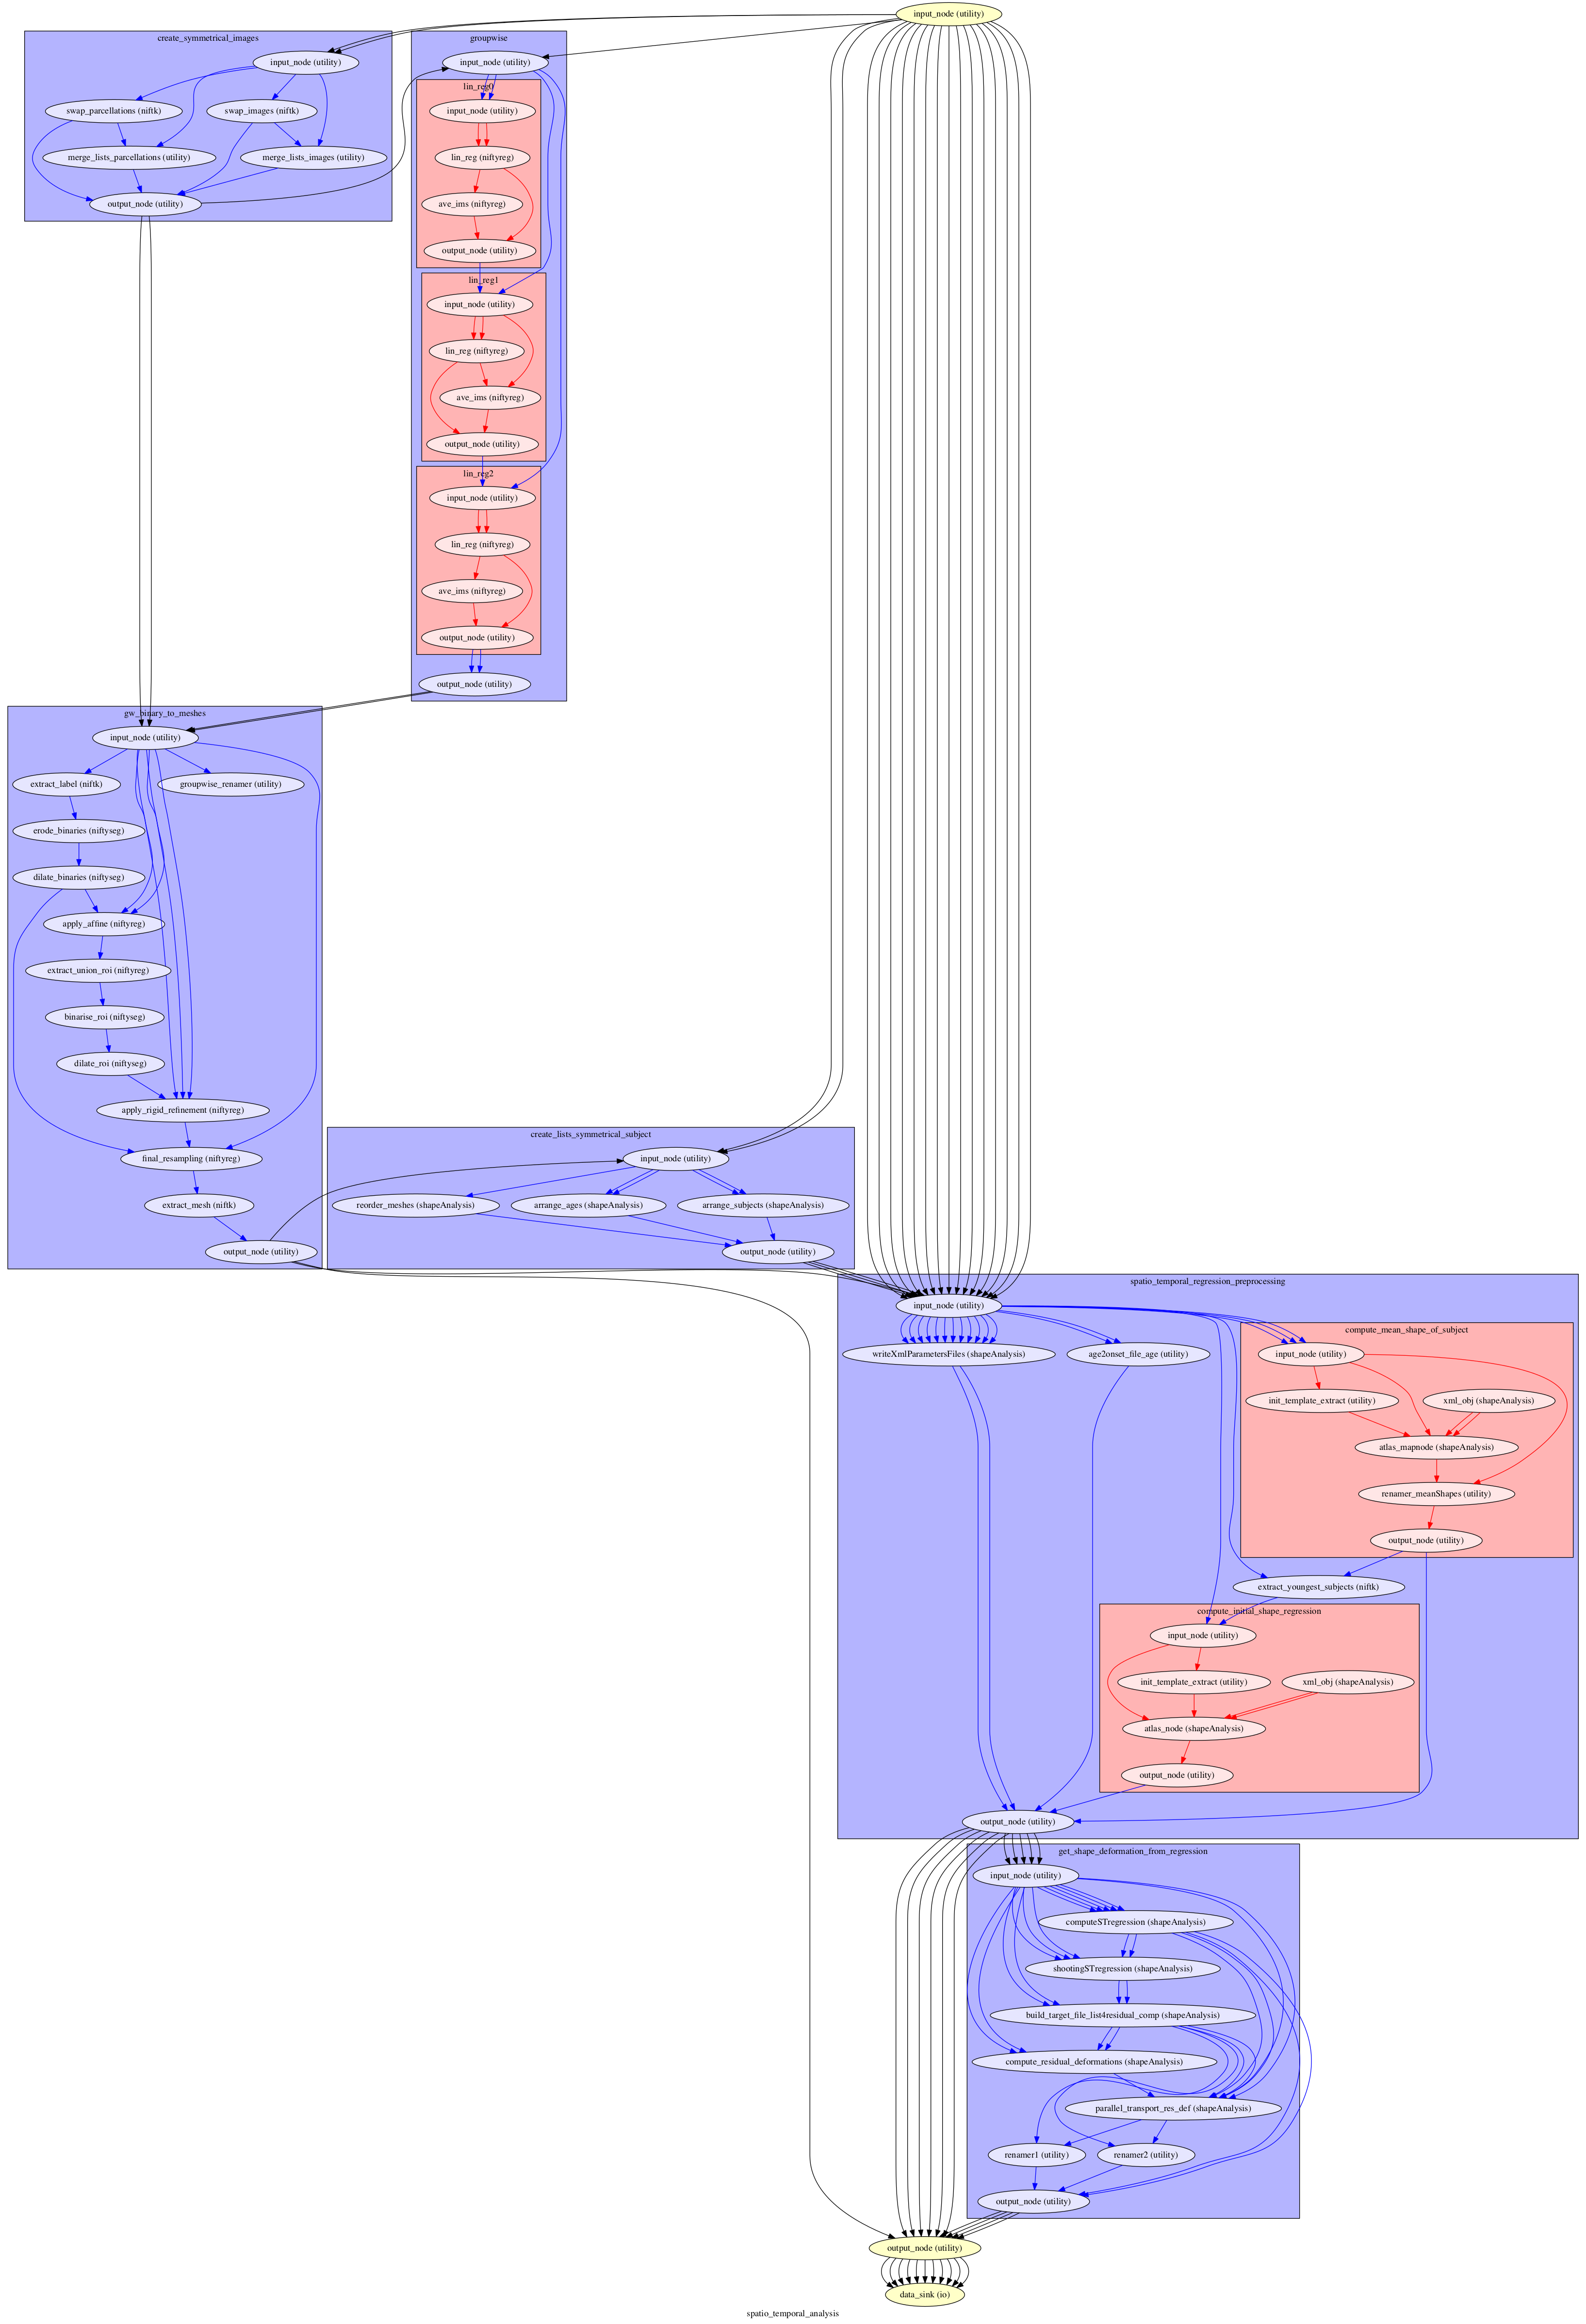 input_node (utility)
create_symmetrical_images
input_node (utility)
swap_parcellations (niftk)
swap_images (niftk)
merge_lists_parcellations (utility)
merge_lists_images (utility)
output_node (utility)
groupwise
input_node (utility)
lin_reg0
input_node (utility)
lin_reg (niftyreg)
ave_ims (niftyreg)
output_node (utility)
lin_reg1
input_node (utility)
lin_reg (niftyreg)
ave_ims (niftyreg)
output_node (utility)
lin_reg2
input_node (utility)
lin_reg (niftyreg)
ave_ims (niftyreg)
output_node (utility)
output_node (utility)
gw_binary_to_meshes
input_node (utility)
extract_label (niftk)
groupwise_renamer (utility)
erode_binaries (niftyseg)
dilate_binaries (niftyseg)
apply_affine (niftyreg)
extract_union_roi (niftyreg)
binarise_roi (niftyseg)
dilate_roi (niftyseg)
apply_rigid_refinement (niftyreg)
final_resampling (niftyreg)
extract_mesh (niftk)
output_node (utility)
create_lists_symmetrical_subject
input_node (utility)
reorder_meshes (shapeAnalysis)
arrange_ages (shapeAnalysis)
arrange_subjects (shapeAnalysis)
output_node (utility)
spatio_temporal_regression_preprocessing
input_node (utility)
writeXmlParametersFiles (shapeAnalysis)
age2onset_file_age (utility)
compute_mean_shape_of_subject
input_node (utility)
init_template_extract (utility)
xml_obj (shapeAnalysis)
atlas_mapnode (shapeAnalysis)
renamer_meanShapes (utility)
output_node (utility)
extract_youngest_subjects (niftk)
compute_initial_shape_regression
input_node (utility)
init_template_extract (utility)
xml_obj (shapeAnalysis)
atlas_node (shapeAnalysis)
output_node (utility)
output_node (utility)
get_shape_deformation_from_regression
input_node (utility)
computeSTregression (shapeAnalysis)
shootingSTregression (shapeAnalysis)
build_target_file_list4residual_comp (shapeAnalysis)
compute_residual_deformations (shapeAnalysis)
parallel_transport_res_def (shapeAnalysis)
renamer1 (utility)
renamer2 (utility)
output_node (utility)
output_node (utility)
data_sink (io)
spatio_temporal_analysis